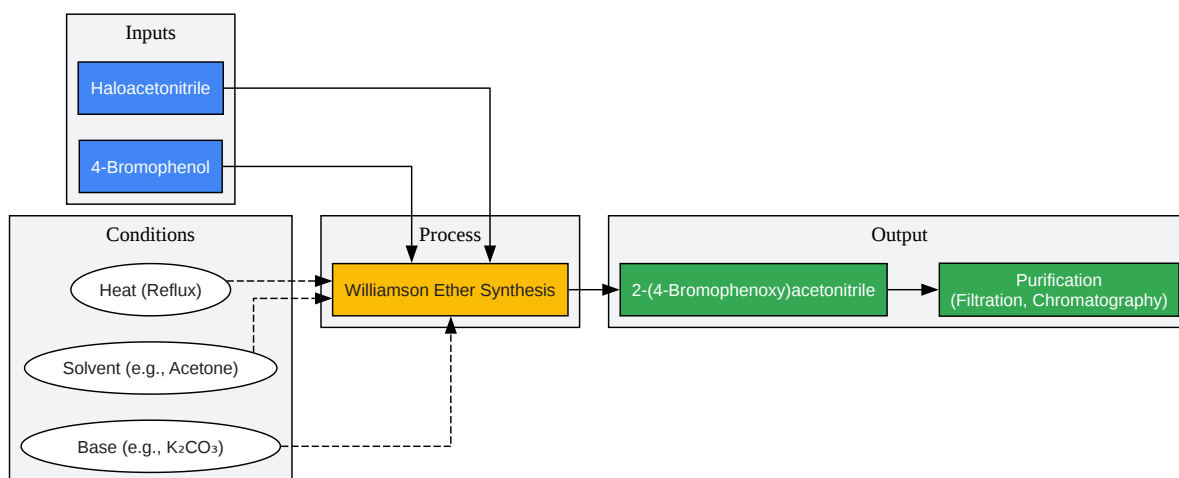 Inputs
Haloacetonitrile
4-Bromophenol
Conditions
Heat (Reflux)
Solvent (e.g., Acetone)
Base (e.g., K₂CO₃)
Process
Williamson Ether Synthesis
Output
2-(4-Bromophenoxy)acetonitrile
Purification
(Filtration, Chromatography)